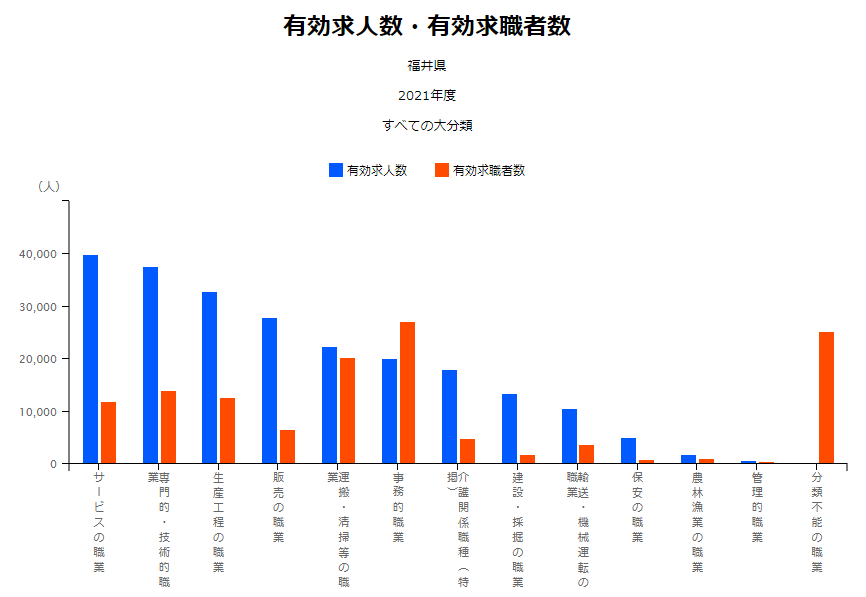 有効求人数・有効求職者数
福井県
2021年度
すべての大分類
有効求人数
有効求職者数
（人）
40,000
30,000
20,000
10,000
0
サービスの職業
専門的・技術的職
業
生産工程の職業
販売の職業
運搬・清掃等の職
業
事務的職業
介護関係職種（特
掲）
建設・採掘の職業
輸送・機械運転の
職業
保安の職業
農林漁業の職業
管理的職業
分類不能の職業